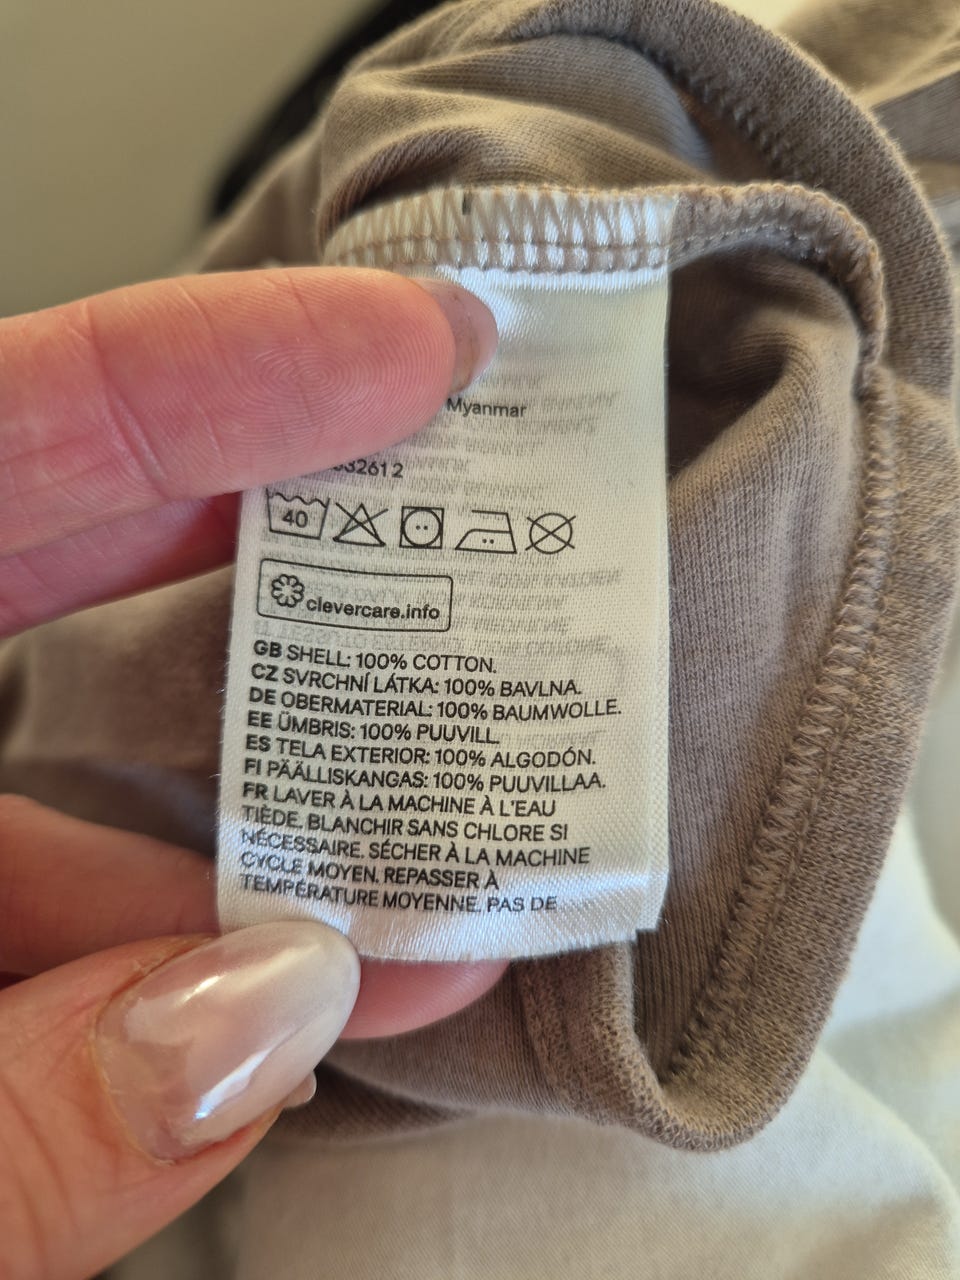 Myanmar
32612
40
clevercare.info
GB SHELL: 100% COTTON.
CZ SVRCHNÍ LÁTKA: 100% BAVLNA.
DE OBERMATERIAL: 100% BAUMWOLLE.
EE ÜMBRIS: 100% PUUVILL.
ES TELA EXTERIOR: 100% ALGODÓN.
FI PÄÄLLISKANGAS: 100% PUUVILLAA.
FR LAVER À LA MACHINE À L'EAU
TIÈDE. BLANCHIR SANS CHLORE SI
NÉCESSAIRE. SÉCHER À LA MACHINE
CYCLE MOYEN. REPASSER À
TEMPÉRATURE MOYENNE. PAS DE